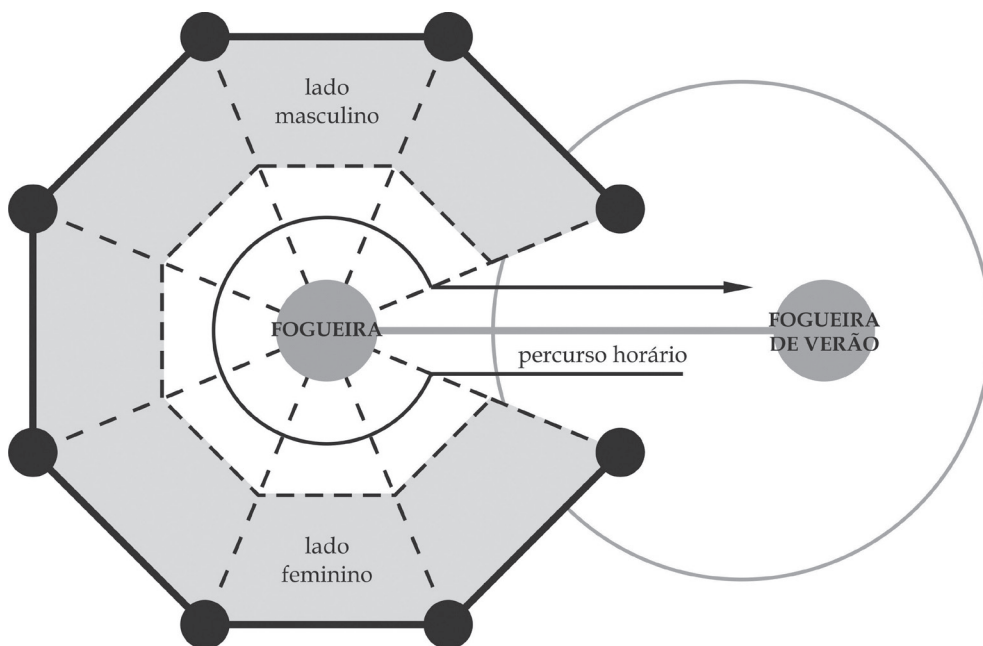 lado
masculino
FOGUEIRA
FOGUEIRA
DE VERÃO
percurso horário
lado
feminino